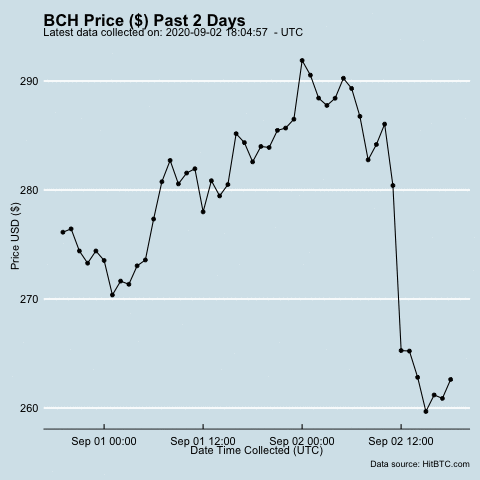 BCH Price ($) Past 2 Days
Latest data collected on: 2020-09-02 18:04:57 - UTC
290
280
270
260
Price USD ($)
Sep 01 00:00 Sep 01 12:00 Sep 02 00:00 Sep 02 12:00
Date Time Collected (UTC)
Data source: HitBTC.com